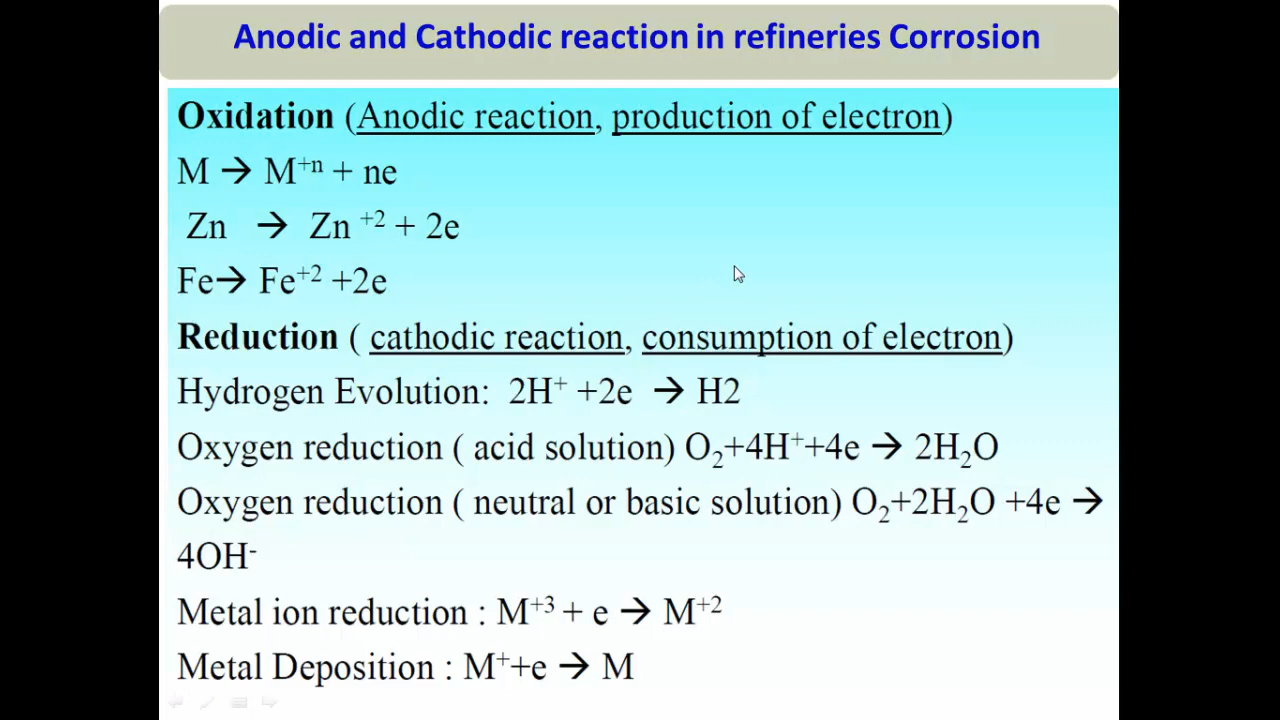 Anodic and Cathodic reaction in refineries Corrosion
Oxidation (Anodic reaction, production of electron)
M → M⁺ⁿ + ne
Zn → Zn ⁺² + 2e
Fe→ Fe⁺² +2e
Reduction ( cathodic reaction, consumption of electron)
Hydrogen Evolution: 2H⁺ +2e → H2
Oxygen reduction ( acid solution) O₂+4H⁺+4e → 2H₂O
Oxygen reduction ( neutral or basic solution) O₂+2H₂O +4e →
4OH⁻
Metal ion reduction : M⁺³ + e → M⁺²
Metal Deposition : M⁺+e → M